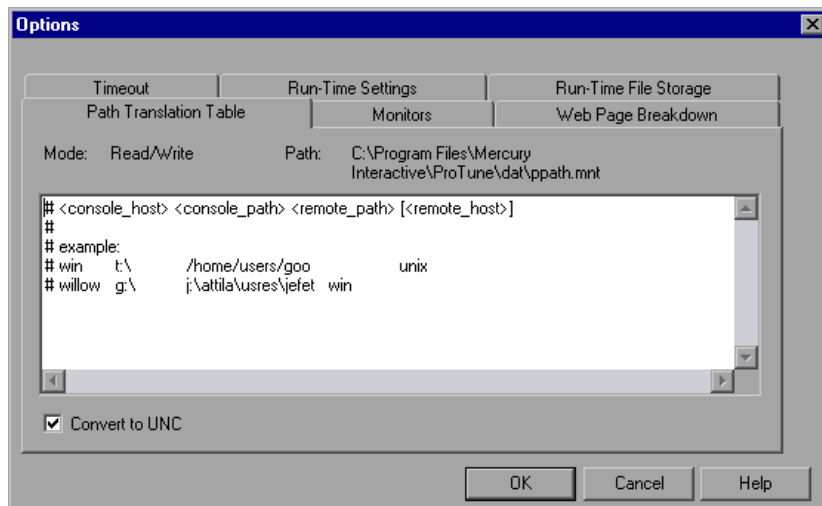 Options
Timeout
Run-Time Settings
Run-Time File Storage
Path Translation Table
Monitors
Web Page Breakdown
Mode: Read/Write Path: C:\Program Files\Mercury
Interactive\ProTune\dat\ppath.mnt
# <console_host> <console_path> <remote_path> [<remote_host>]
#
# example:
# win t:\ /home/users/goo unix
# willow g:\ j:\attila\usres\jefet win
Convert to UNC
OK
Cancel
Help